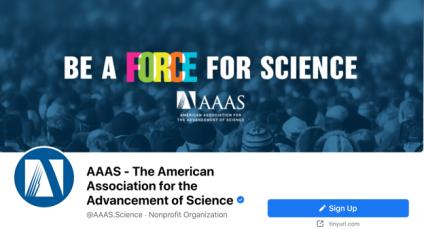 BE A FORCE FOR SCIENCE
AAAS
AMERICAN ASSOCIATION FOR
THE ADVANCEMENT OF SCIENCE
AAAS - The American
Association for the
Advancement of Science
@AAAS.Science · Nonprofit Organization
Sign Up
tinyurl.com